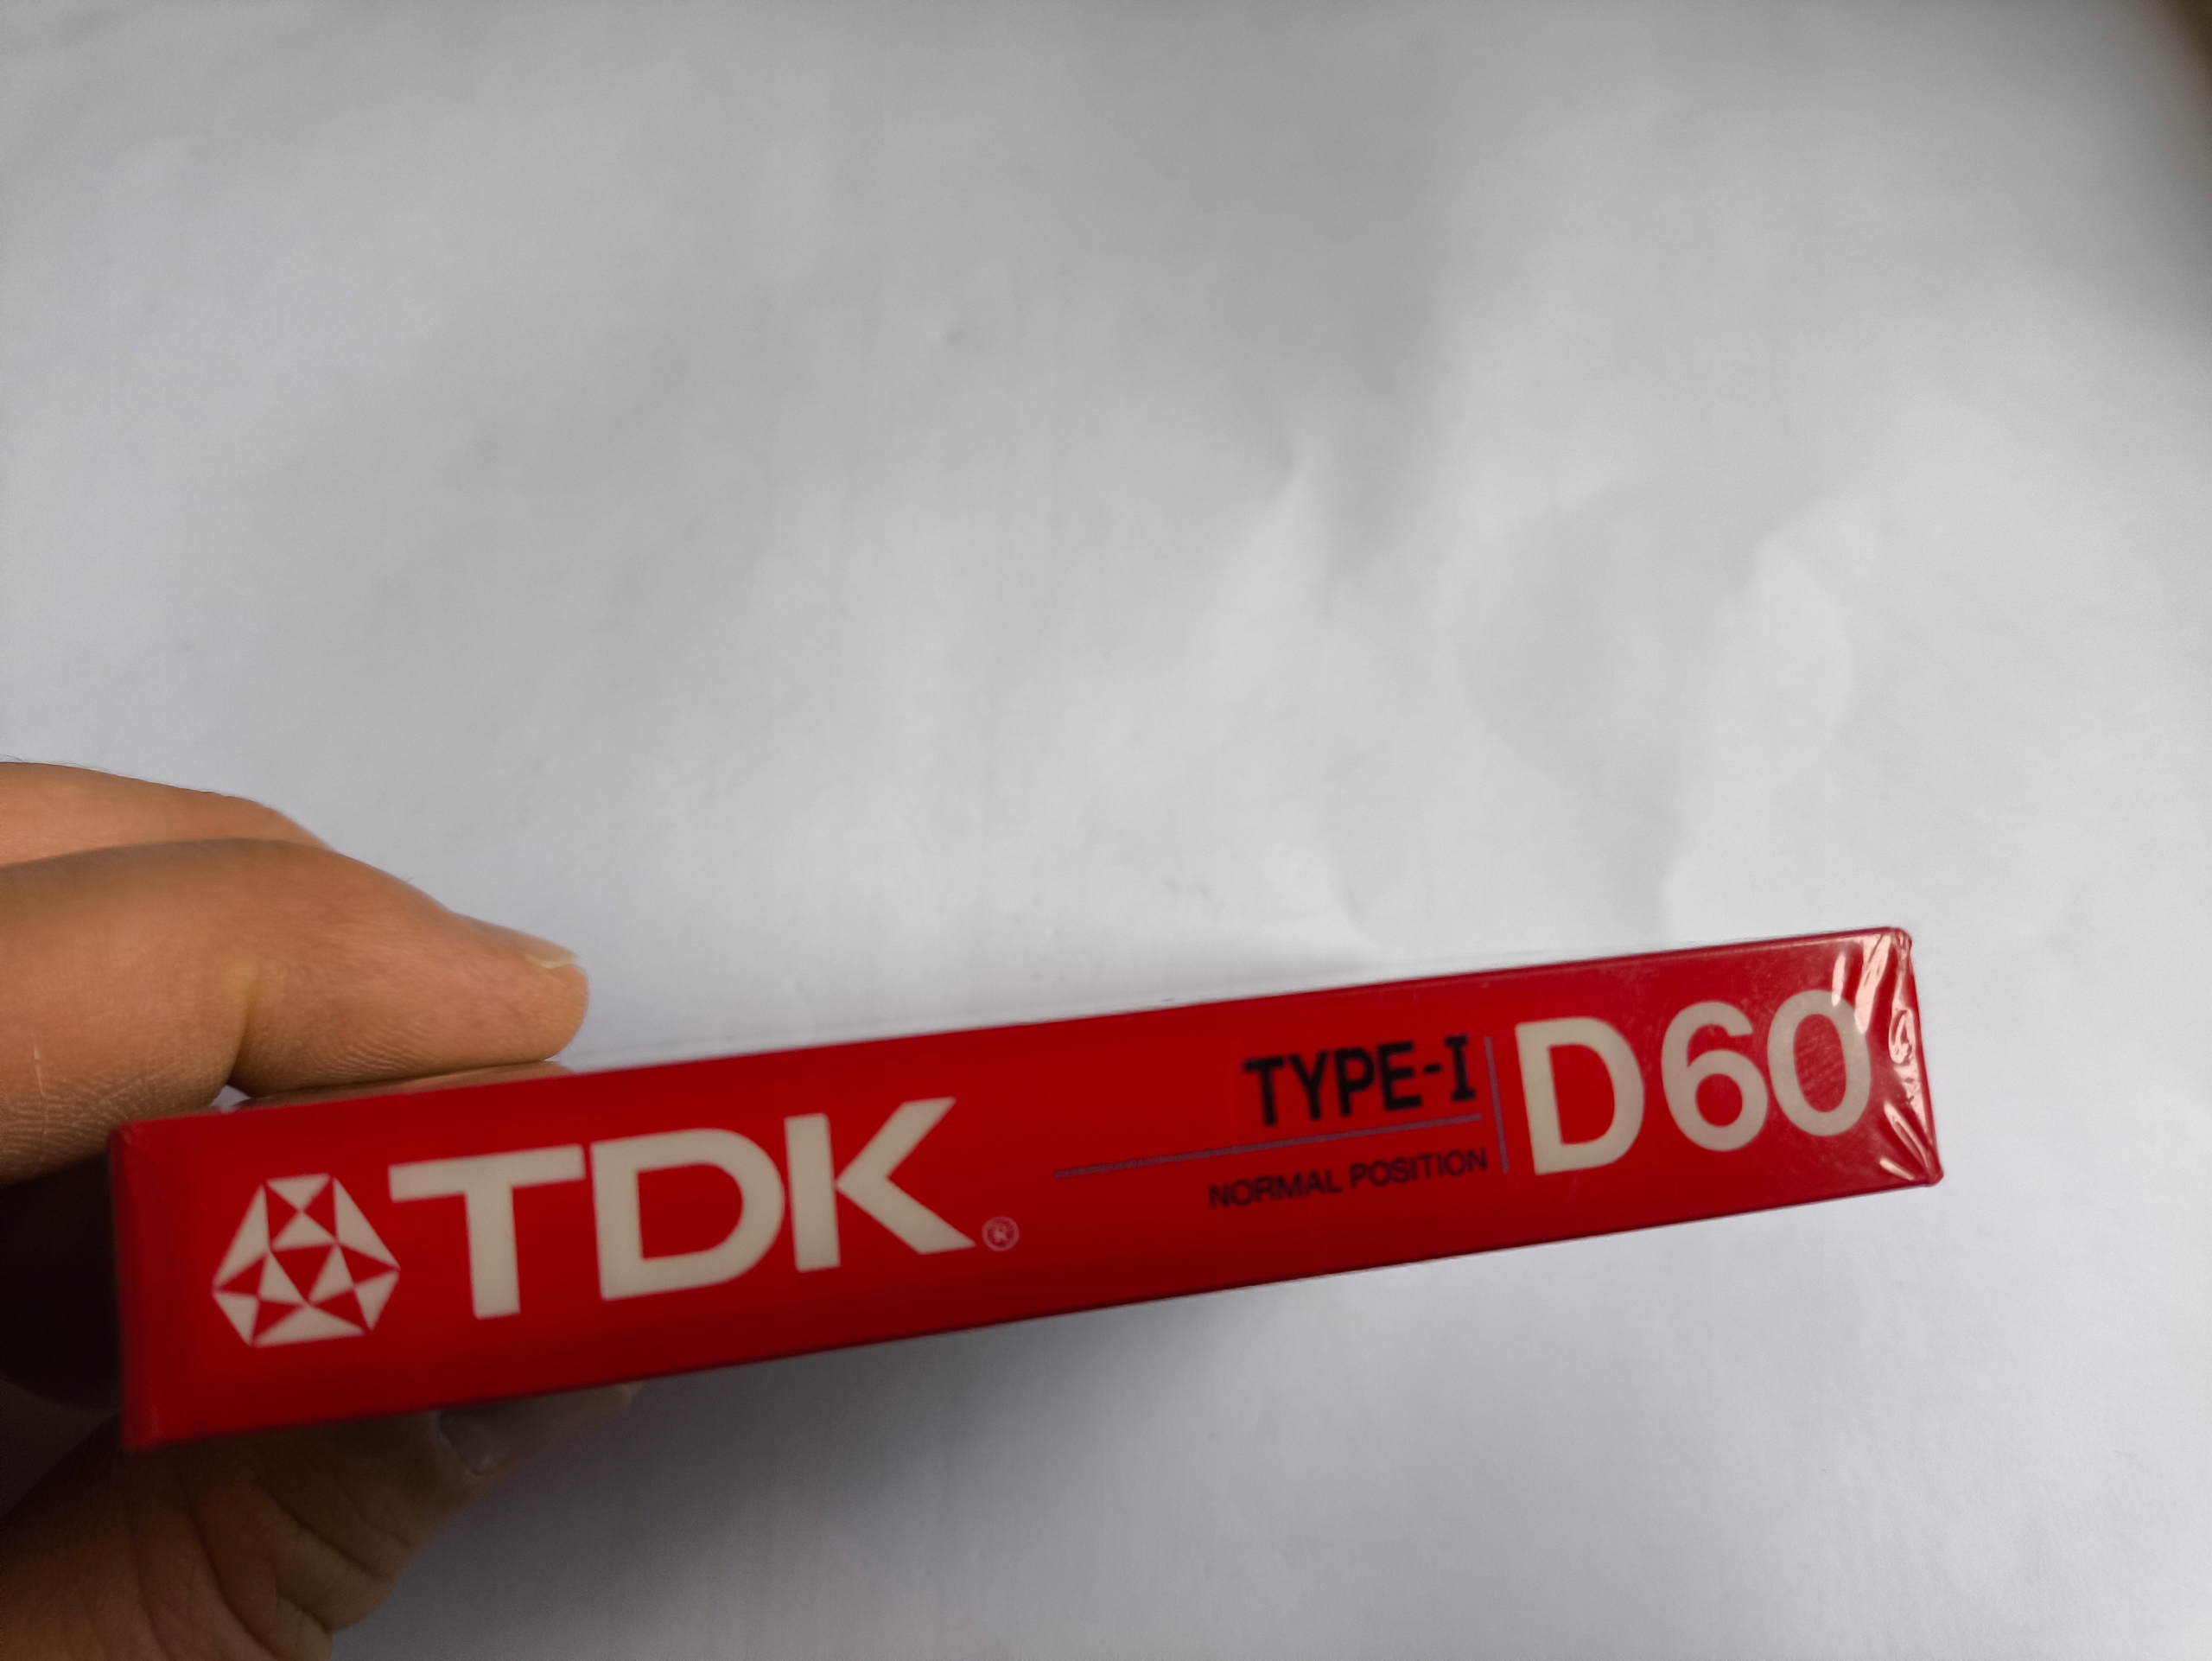 TDK®
TYPE-I
NORMAL POSITION
D60